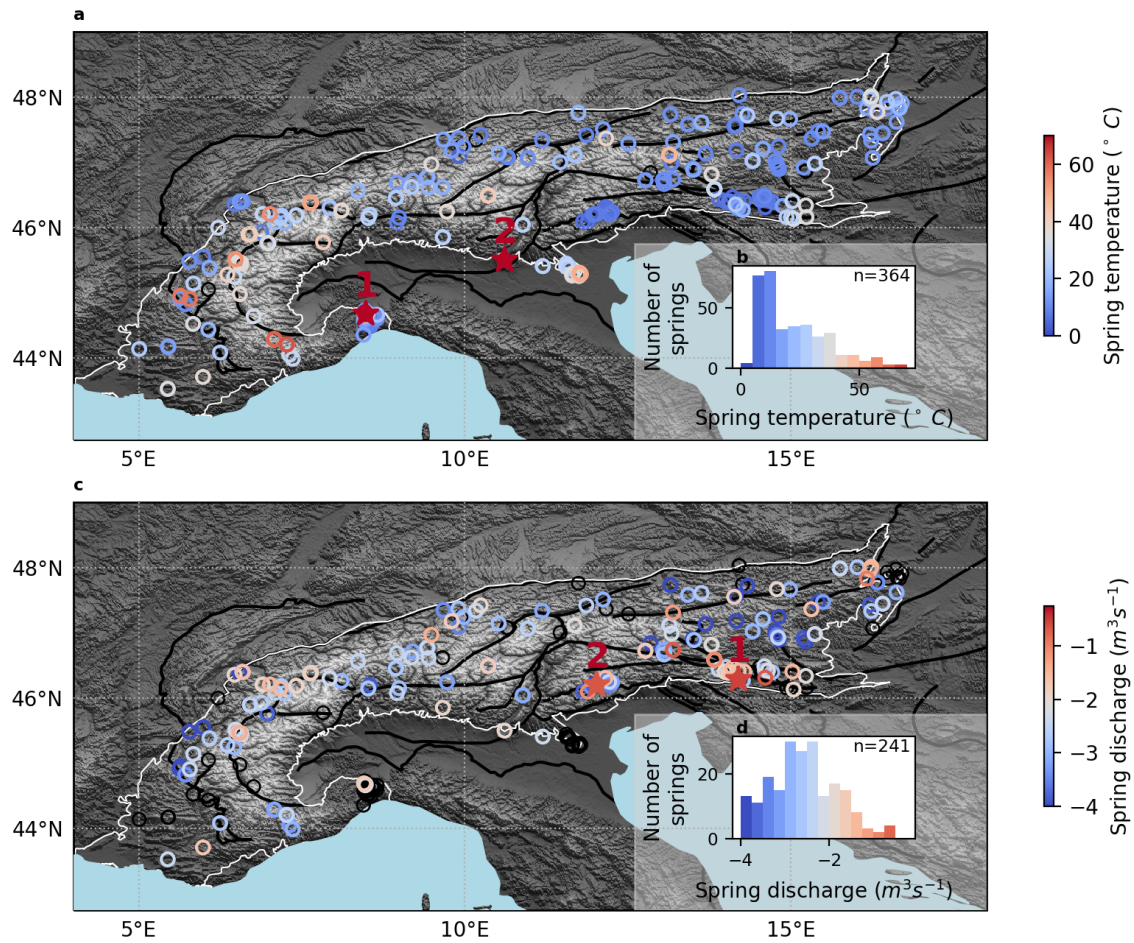 a
48°N
46°N
44°N
5°E
10°E
15°E
1
2
b
n=364
Number of
springs
50
0
0
50
Spring temperature (° C)
60
40
20
0
Spring temperature (° C)
c
48°N
46°N
44°N
5°E
10°E
15°E
2
1
d
n=241
Number of
springs
20
0
−4
−2
Spring discharge (m³s⁻¹)
−1
−2
−3
−4
Spring discharge (m³s⁻¹)